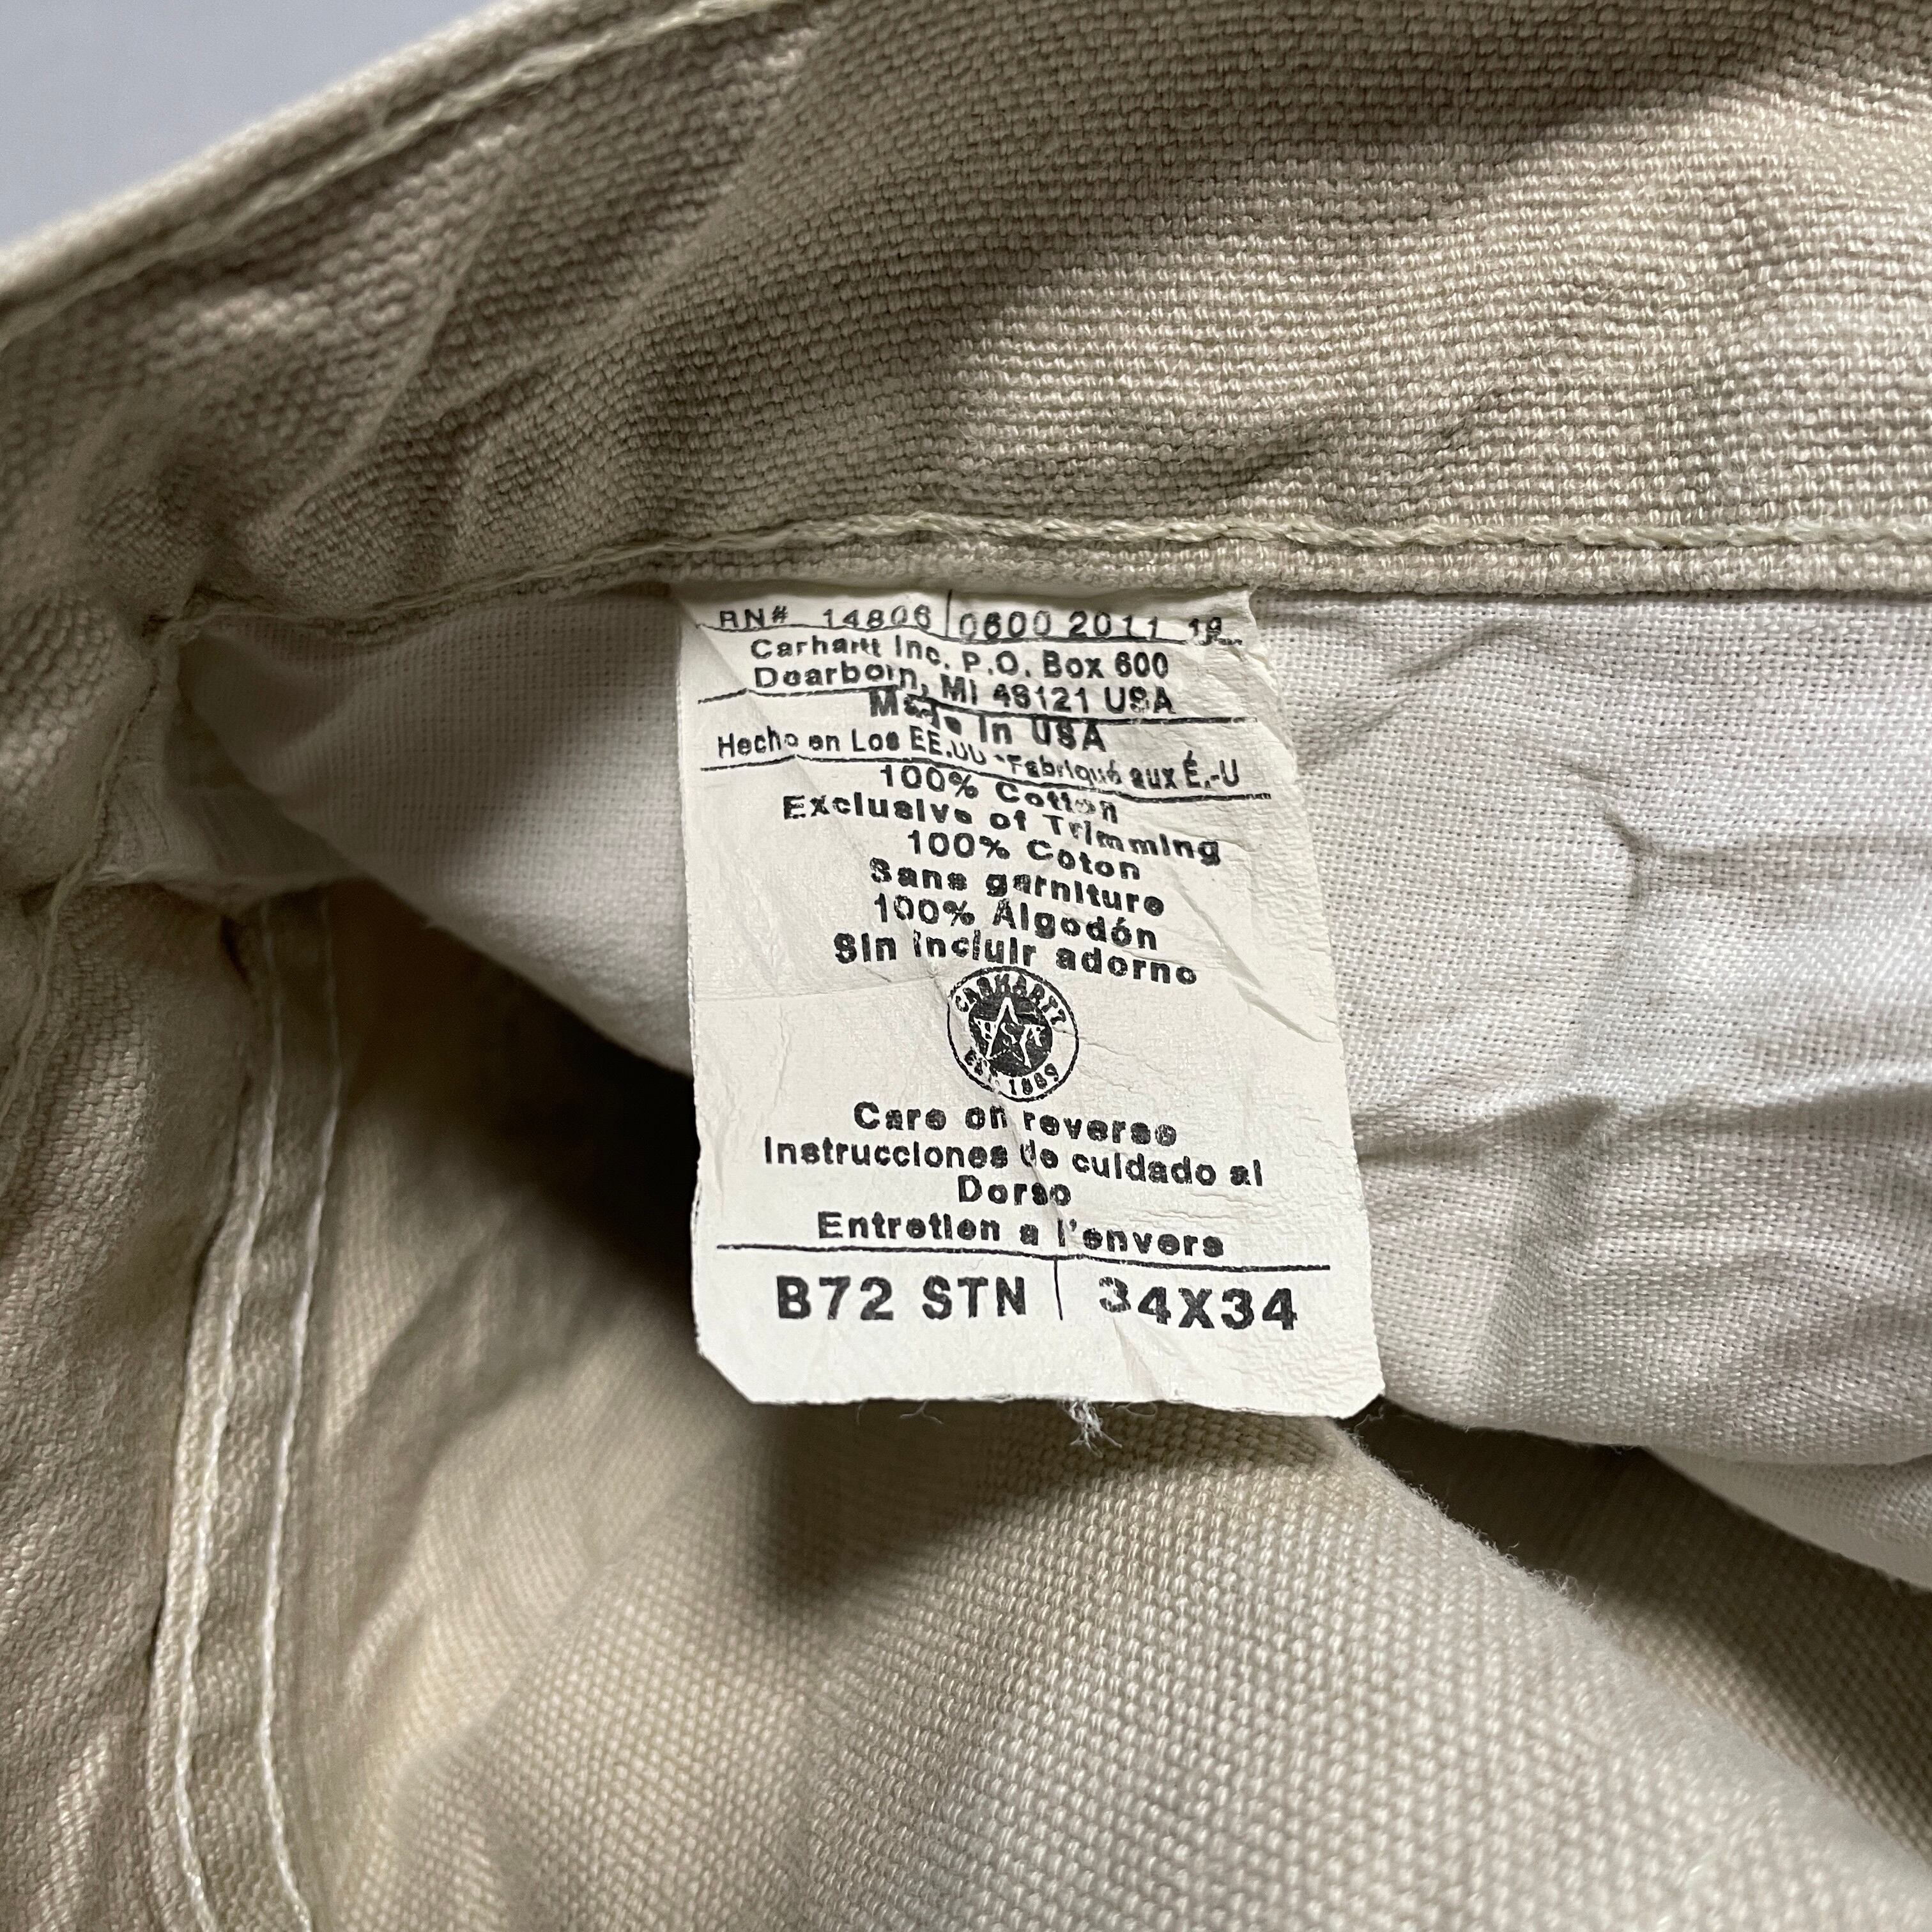 RN# 14806 | 0600 2011 19
Carhartt Inc. P.O. Box 600
Dearborn, MI 48121 USA
Made in USA
Hecho en Los EE.UU -Fabriqué aux É.-U
100% Cotton
Exclusive of Trimming
100% Coton
Sans garniture
100% Algodón
Sin incluir adorno
CARHARTT
EST. 1889
Care on reverse
Instrucciones de cuidado al
Dorso
Entretien a l'envers
B72 STN | 34X34